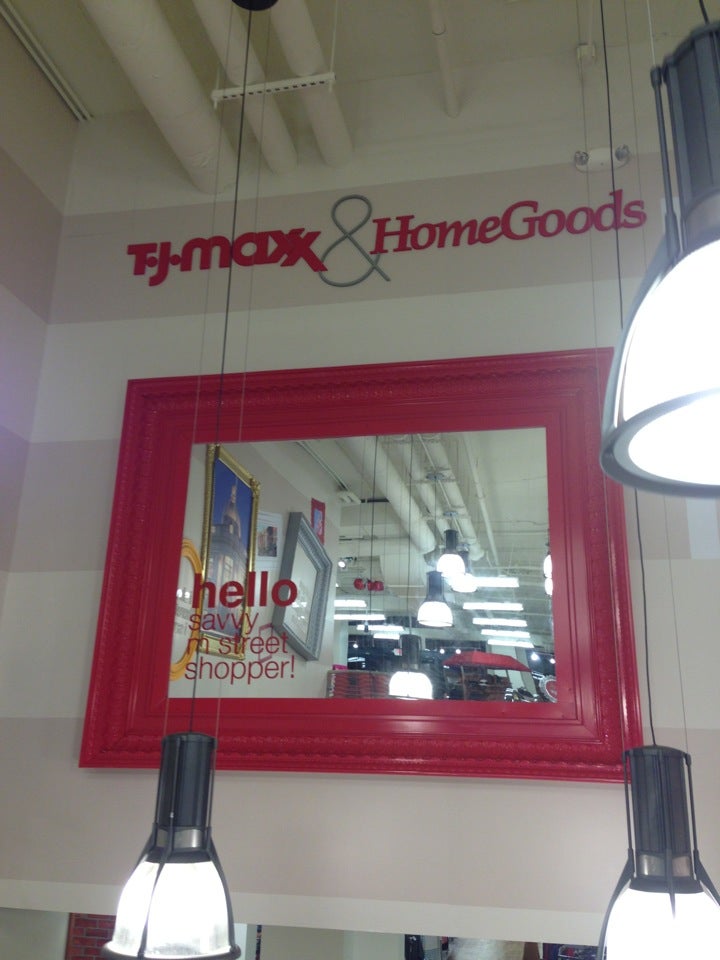 T·J·maxx & HomeGoods
hello
savvy
m street
shopper!